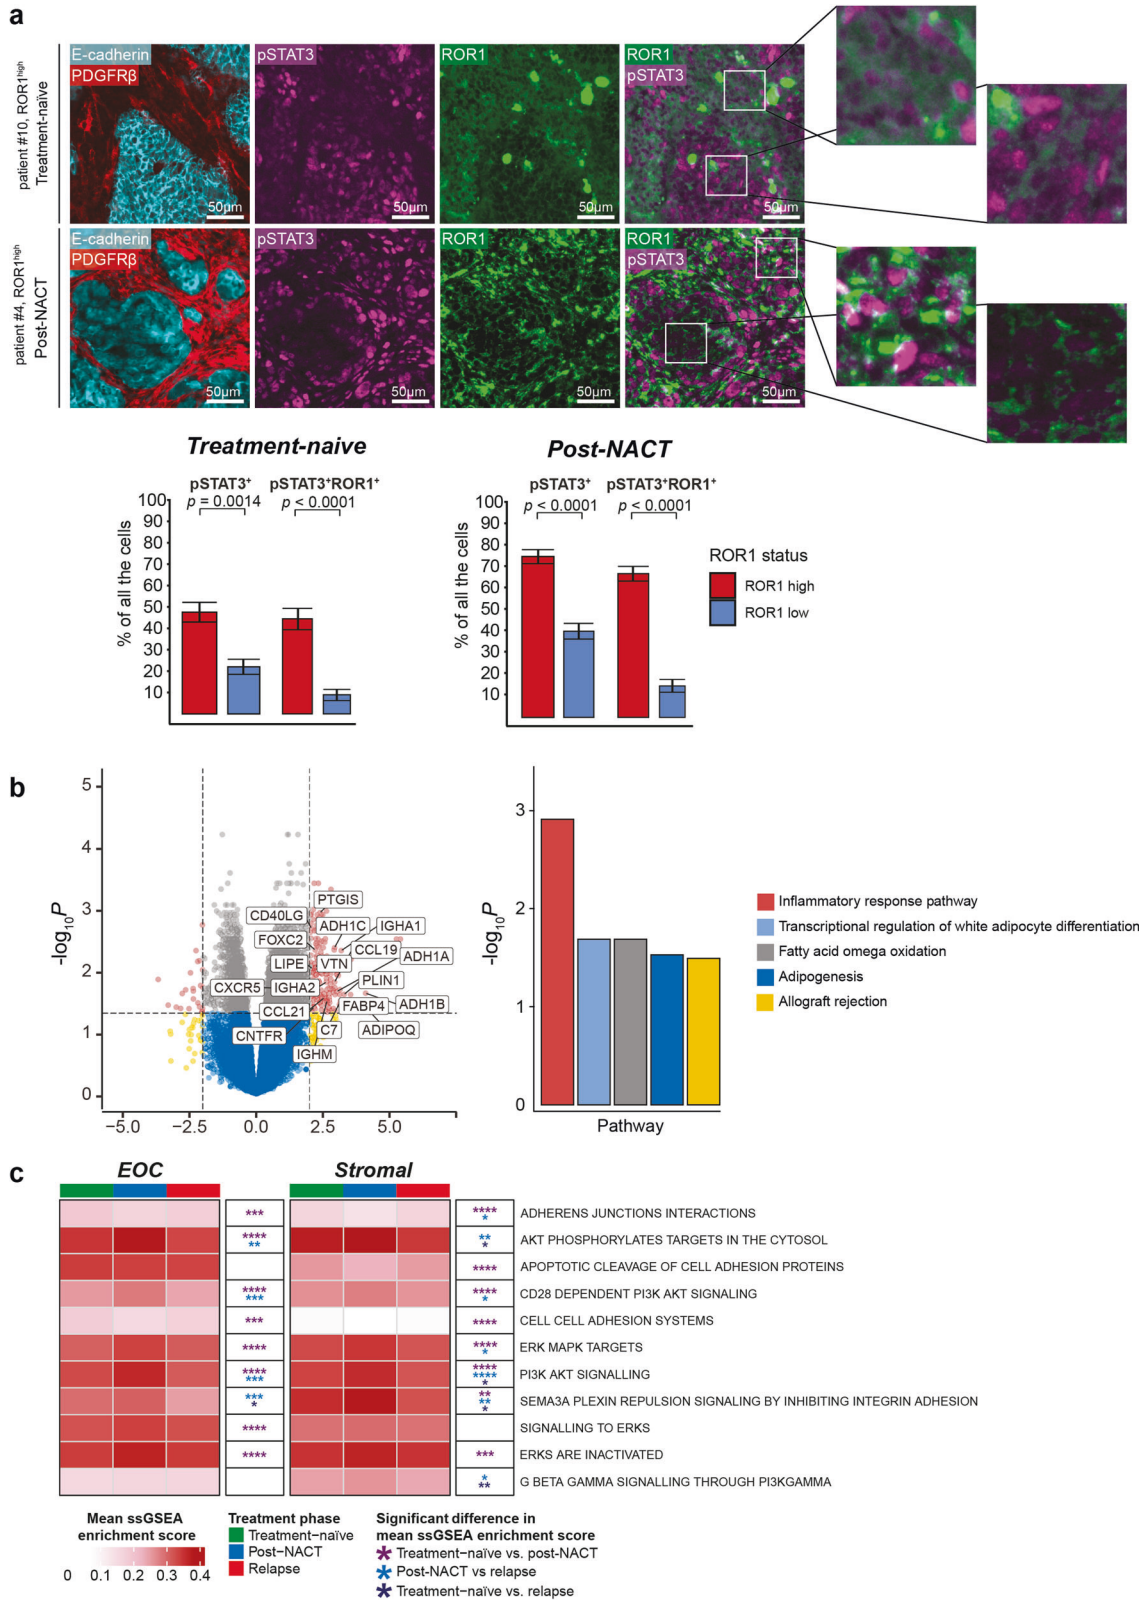 a
E-cadherin
PDGFRβ
pSTAT3
ROR1
ROR1
pSTAT3
patient #10, ROR1high
Treatment-naïve
50µm
50µm
50µm
50µm
E-cadherin
PDGFRβ
pSTAT3
ROR1
ROR1
pSTAT3
patient #4, ROR1high
Post-NACT
50µm
50µm
50µm
50µm
Treatment-naive
pSTAT3+
pSTAT3+ROR1+
p = 0.0014
p < 0.0001
% of all the cells
100
90
80
70
60
50
40
30
20
10
Post-NACT
pSTAT3+
pSTAT3+ROR1+
p < 0.0001
p < 0.0001
% of all the cells
100
90
80
70
60
50
40
30
20
10
ROR1 status
ROR1 high
ROR1 low
b
-log10P
5
4
3
2
1
0
−5.0
−2.5
0.0
2.5
5.0
PTGIS
CD40LG
ADH1C
IGHA1
FOXC2
CCL19
ADH1A
LIPE
VTN
CXCR5
IGHA2
PLIN1
CCL21
FABP4
ADH1B
CNTFR
C7
ADIPOQ
IGHM
-log10P
3
2
1
0
Pathway
Inflammatory response pathway
Transcriptional regulation of white adipocyte differentiation
Fatty acid omega oxidation
Adipogenesis
Allograft rejection
c
EOC
Stromal
*** **** * ADHERENS JUNCTIONS INTERACTIONS
**** ** ** * AKT PHOSPHORYLATES TARGETS IN THE CYTOSOL
**** APOPTOTIC CLEAVAGE OF CELL ADHESION PROTEINS
**** *** **** * CD28 DEPENDENT PI3K AKT SIGNALING
*** **** CELL CELL ADHESION SYSTEMS
**** **** * ERK MAPK TARGETS
**** *** **** **** * PI3K AKT SIGNALLING
*** * ** ** * SEMA3A PLEXIN REPULSION SIGNALING BY INHIBITING INTEGRIN ADHESION
**** SIGNALLING TO ERKS
**** *** ERKS ARE INACTIVATED
* ** G BETA GAMMA SIGNALLING THROUGH PI3KGAMMA
Mean ssGSEA
enrichment score
0 0.1 0.2 0.3 0.4
Treatment phase
Treatment−naïve
Post−NACT
Relapse
Significant difference in
mean ssGSEA enrichment score
* Treatment−naïve vs. post−NACT
* Post−NACT vs relapse
* Treatment−naïve vs. relapse